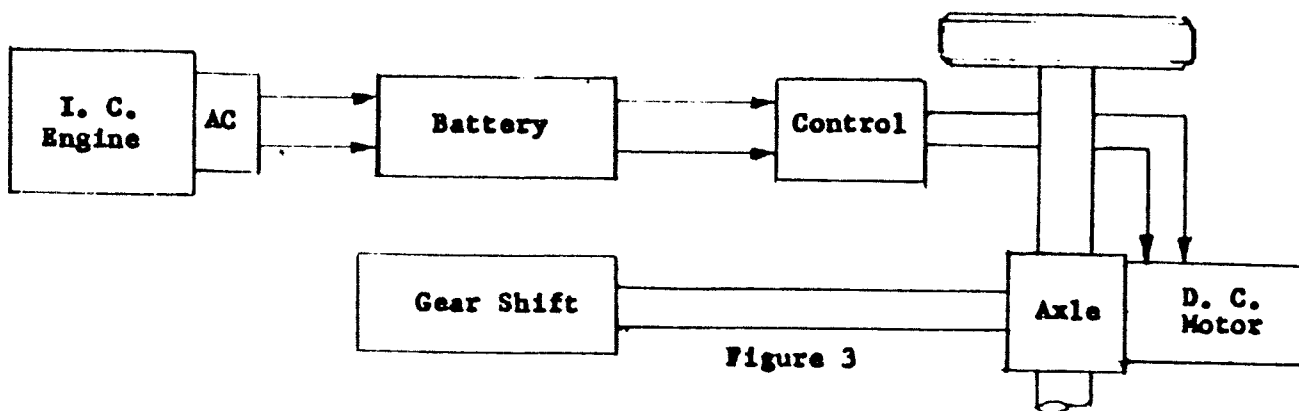 I. C.
Engine
AC
Battery
Control
Gear Shift
Axle
D. C.
Motor
Figure 3